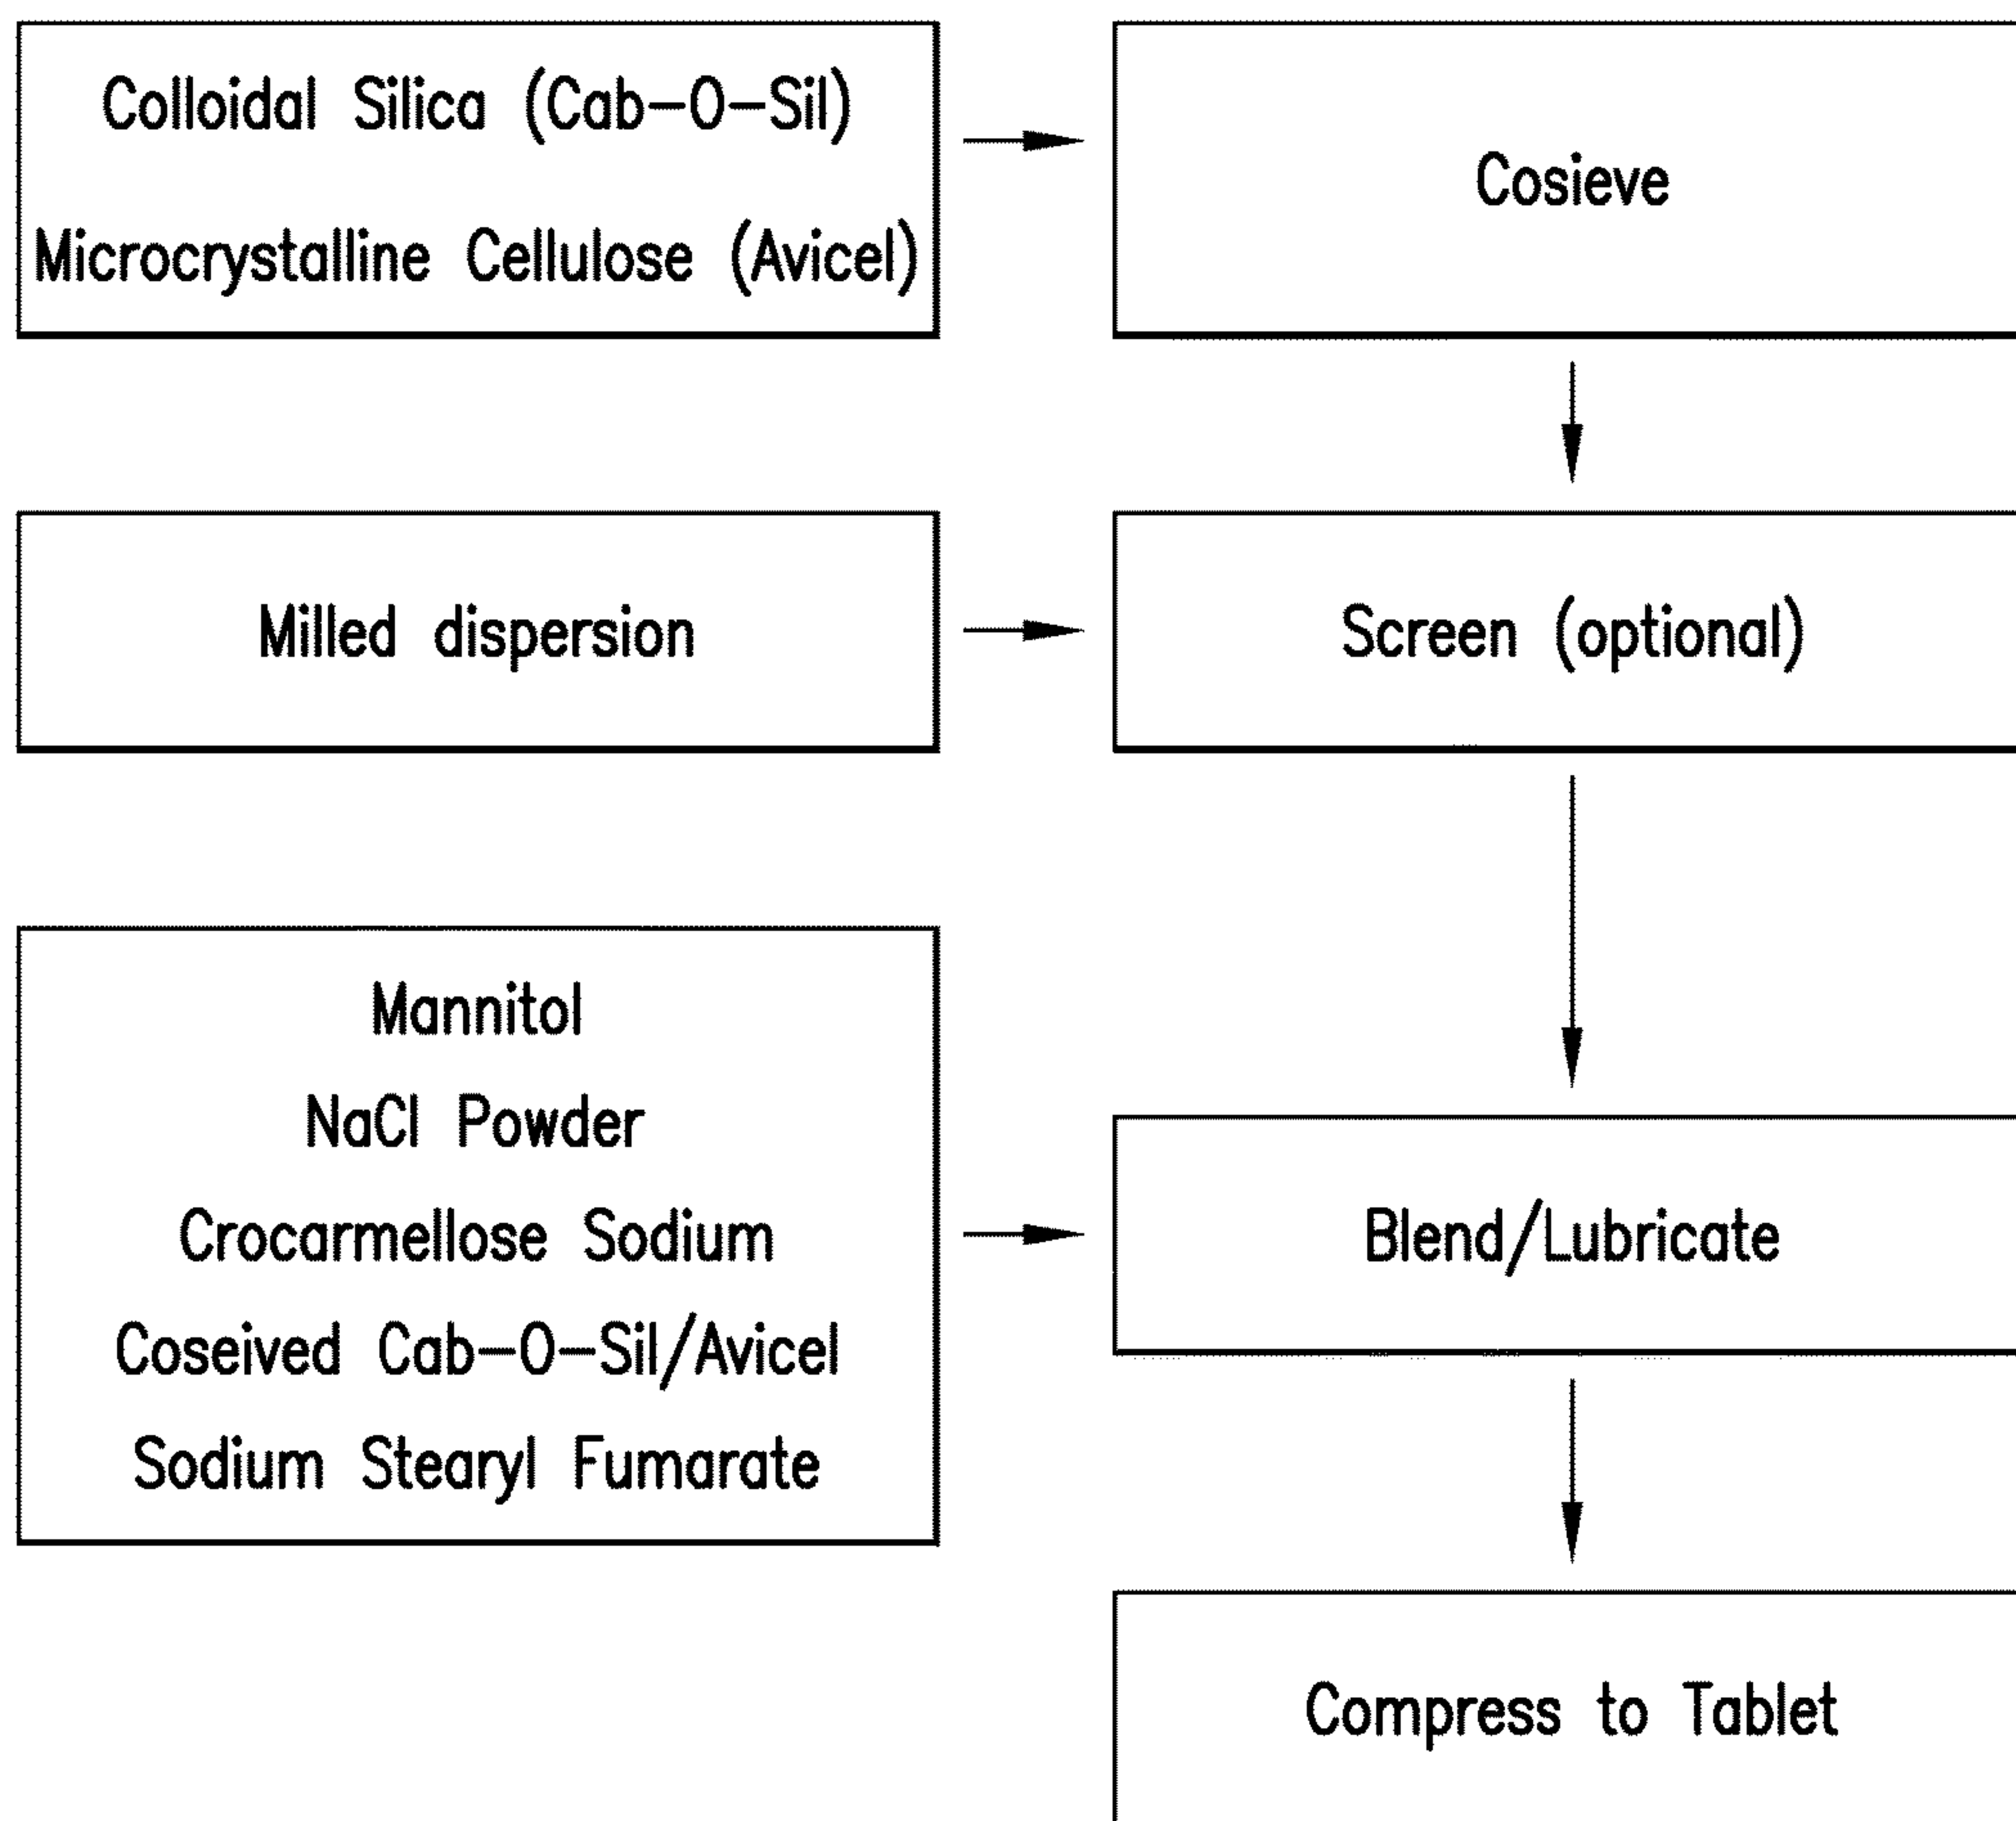 Colloidal Silica (Cab-O-Sil)
Microcrystalline Cellulose (Avicel)
Cosieve
Milled dispersion
Screen (optional)
Mannitol
NaCl Powder
Crocarmellose Sodium
Coseived Cab-O-Sil/Avicel
Sodium Stearyl Fumarate
Blend/Lubricate
Compress to Tablet